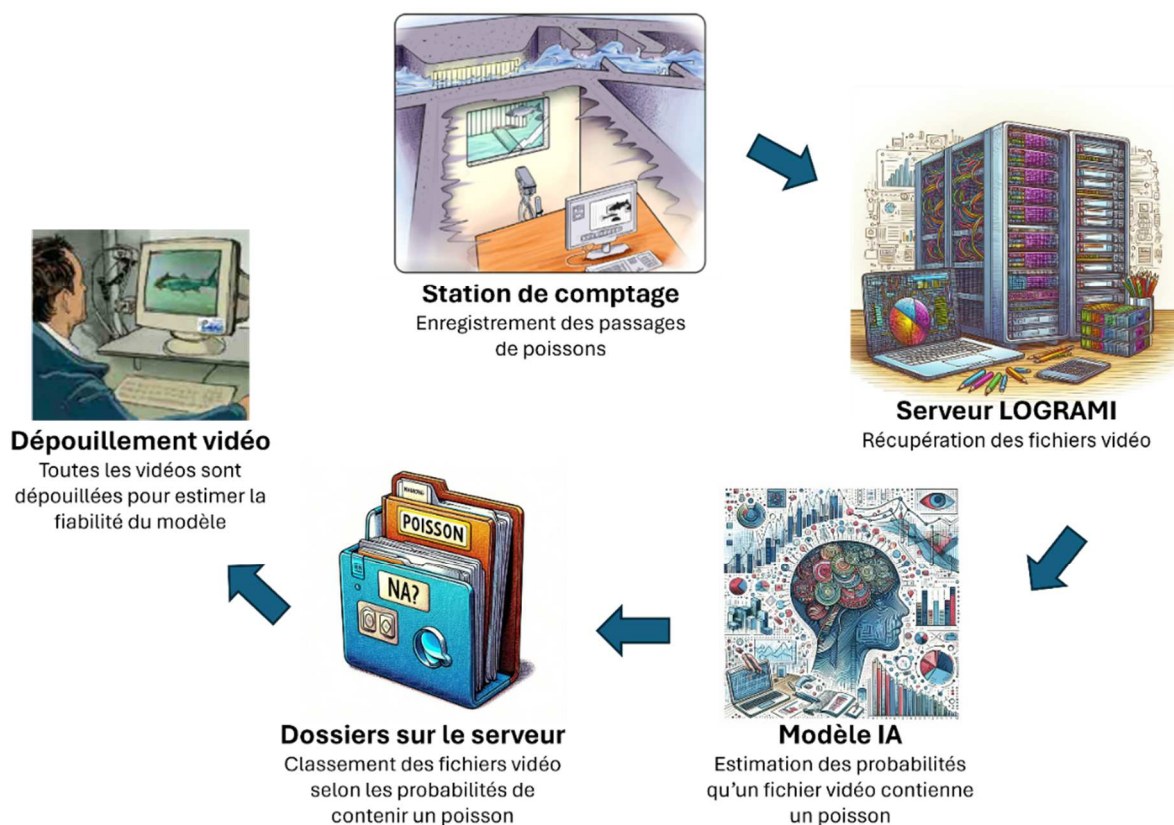 Station de comptage
Enregistrement des passages
de poissons
Serveur LOGRAMI
Récupération des fichiers vidéo
Modèle IA
Estimation des probabilités
qu'un fichier vidéo contienne
un poisson
POISSON
NA?
Dossiers sur le serveur
Classement des fichiers vidéo
selon les probabilités de
contenir un poisson
Dépouillement vidéo
Toutes les vidéos sont
dépouillées pour estimer la
fiabilité du modèle